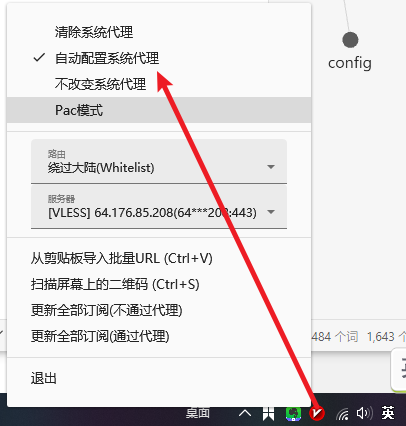 清除系统代理
自动配置系统代理
不改变系统代理
Pac模式
config
路由
绕过大陆(Whitelist)
服务器
[VLESS] 64.176.85.208(64***208:443)
从剪贴板导入批量URL (Ctrl+V)
扫描屏幕上的二维码 (Ctrl+S)
更新全部订阅(不通过代理)
更新全部订阅(通过代理)
484 个词 1,643
退出
桌面
英